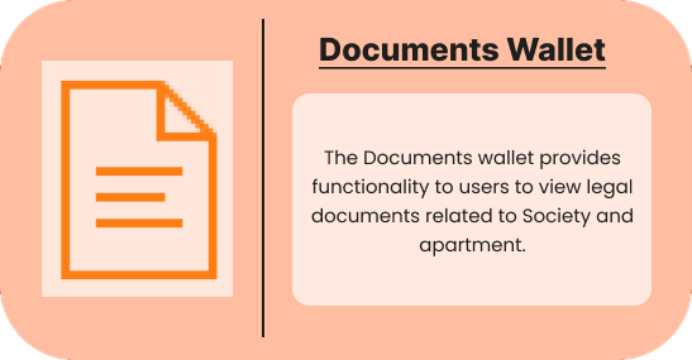 Documents Wallet
The Documents wallet provides
functionality to users to view legal
documents related to Society and
apartment.